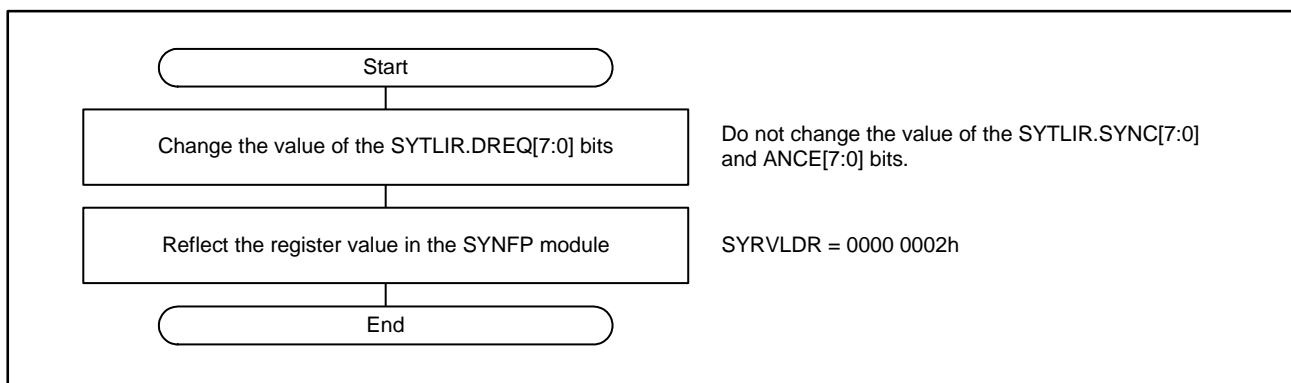 Start
Change the value of the SYTLIR.DREQ[7:0] bits
Do not change the value of the SYTLIR.SYNC[7:0]
and ANCE[7:0] bits.
Reflect the register value in the SYNFP module
SYRVLDR = 0000 0002h
End